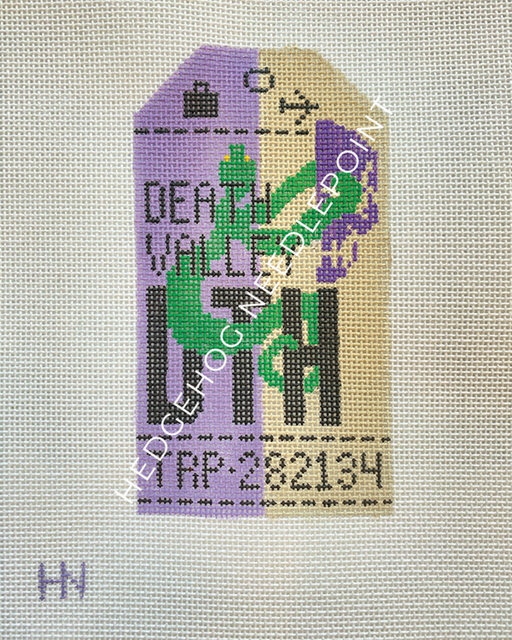 DEATH
VALLEY
DTH
TRP·282134
HN
HEDGEHOG NEEDLEPOINT